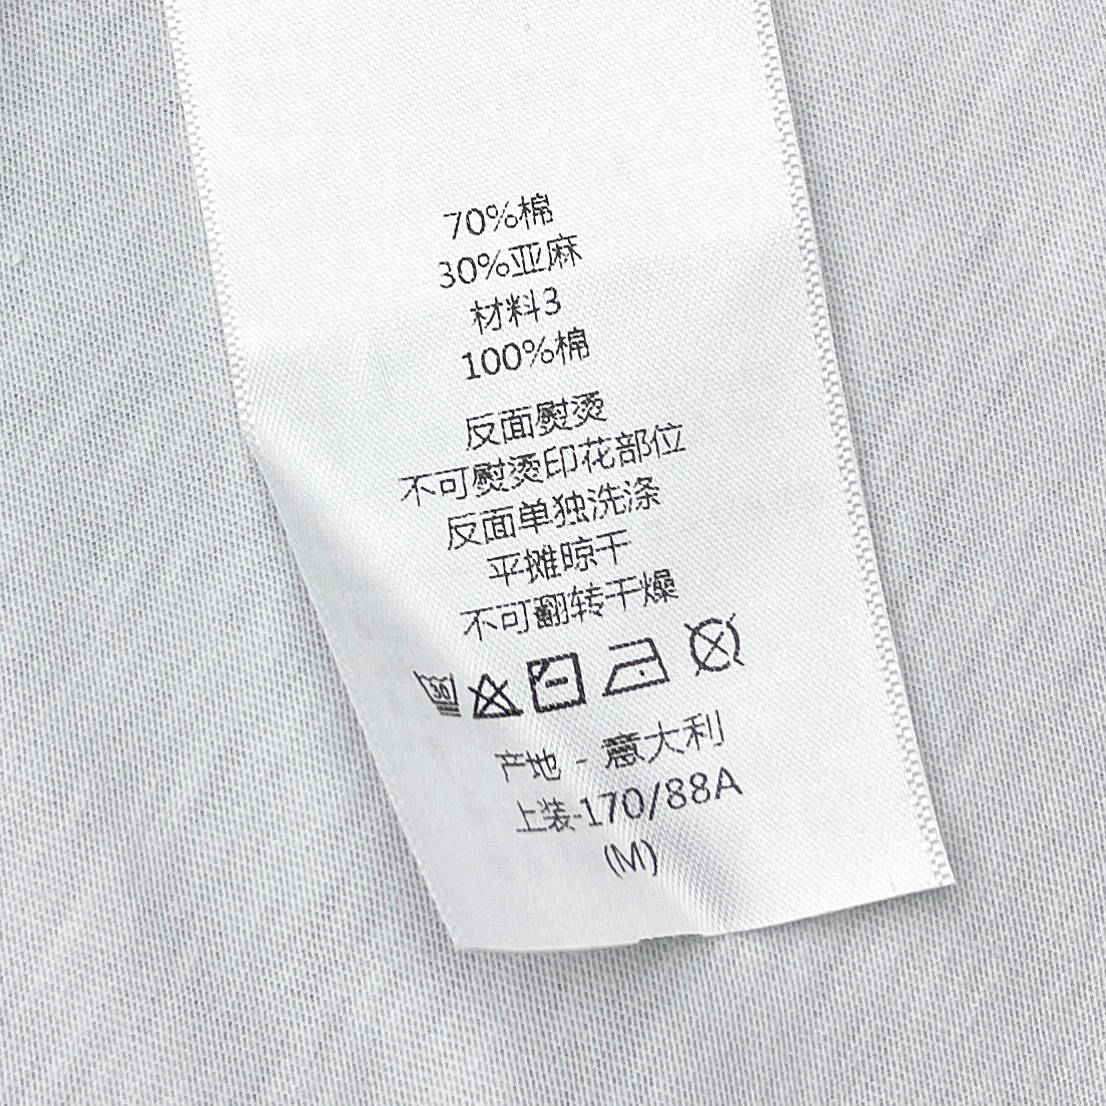 70%棉
30%亚麻
材料3
100%棉
反面熨烫
不可熨烫印花部位
反面单独洗涤
平摊晾干
不可翻转干燥
30
产地 - 意大利
上装-170/88A
(M)